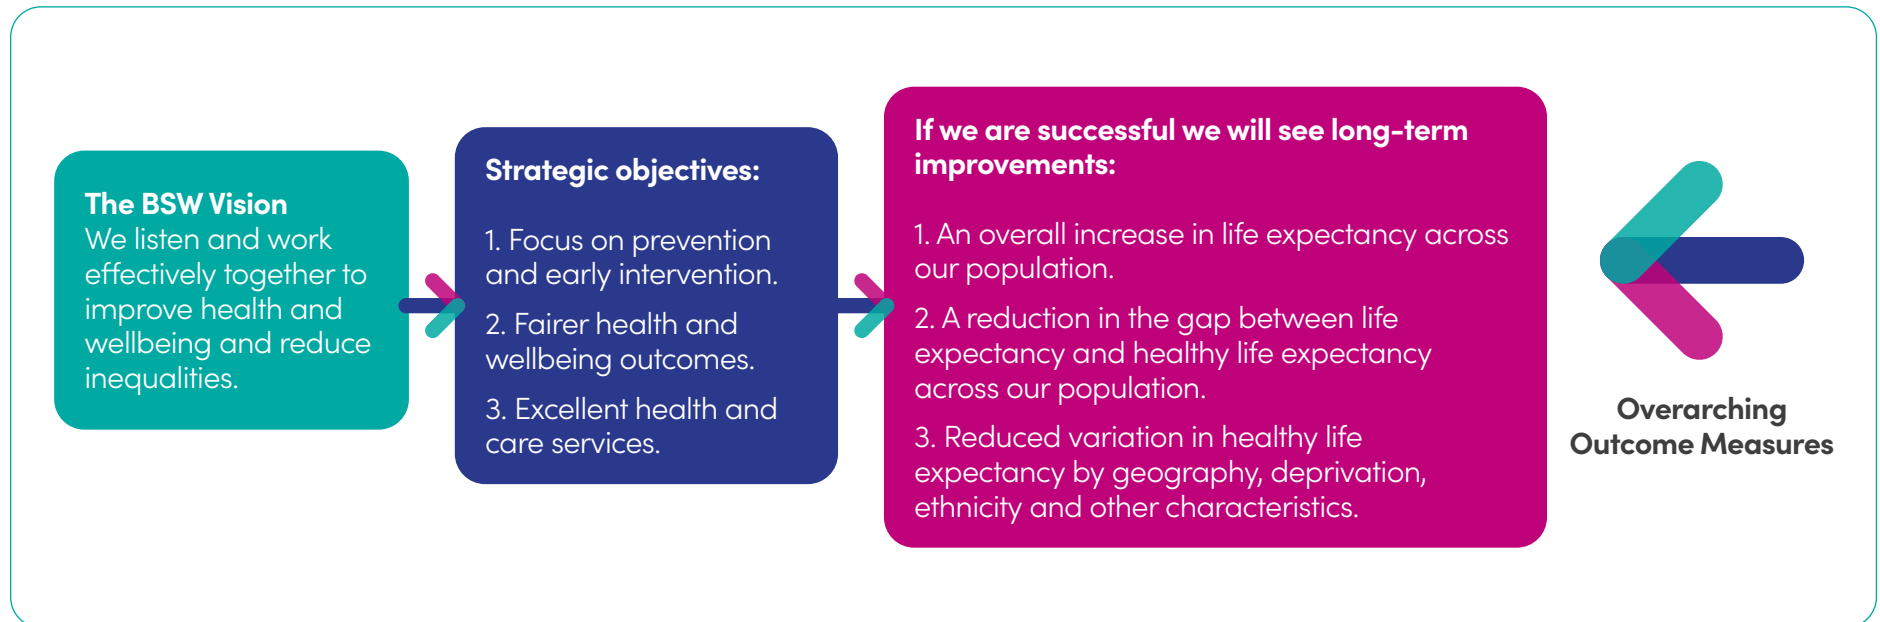 The BSW Vision
We listen and work
effectively together to
improve health and
wellbeing and reduce
inequalities.
Strategic objectives:
1. Focus on prevention
and early intervention.
2. Fairer health and
wellbeing outcomes.
3. Excellent health and
care services.
If we are successful we will see long-term
improvements:
1. An overall increase in life expectancy across
our population.
2. A reduction in the gap between life
expectancy and healthy life expectancy
across our population.
3. Reduced variation in healthy life
expectancy by geography, deprivation,
ethnicity and other characteristics.
Overarching
Outcome Measures